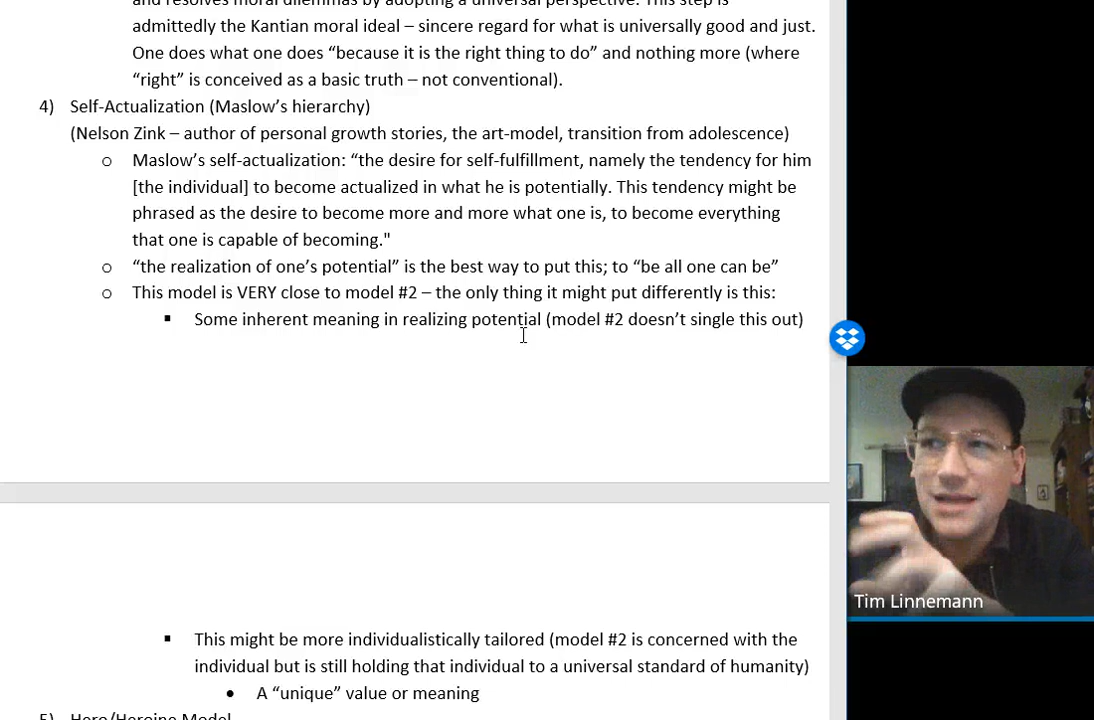 and resolves moral dilemmas by adopting a universal perspective. This step is
admittedly the Kantian moral ideal – sincere regard for what is universally good and just.
One does what one does “because it is the right thing to do” and nothing more (where
“right” is conceived as a basic truth – not conventional).
4) Self-Actualization (Maslow’s hierarchy)
(Nelson Zink – author of personal growth stories, the art-model, transition from adolescence)
o Maslow’s self-actualization: “the desire for self-fulfillment, namely the tendency for him
[the individual] to become actualized in what he is potentially. This tendency might be
phrased as the desire to become more and more what one is, to become everything
that one is capable of becoming."
o “the realization of one’s potential” is the best way to put this; to “be all one can be”
o This model is VERY close to model #2 – the only thing it might put differently is this:
▪ Some inherent meaning in realizing potential (model #2 doesn’t single this out)
▪ This might be more individualistically tailored (model #2 is concerned with the
individual but is still holding that individual to a universal standard of humanity)
• A “unique” value or meaning
5) Hero/Heroine Model
Tim Linnemann